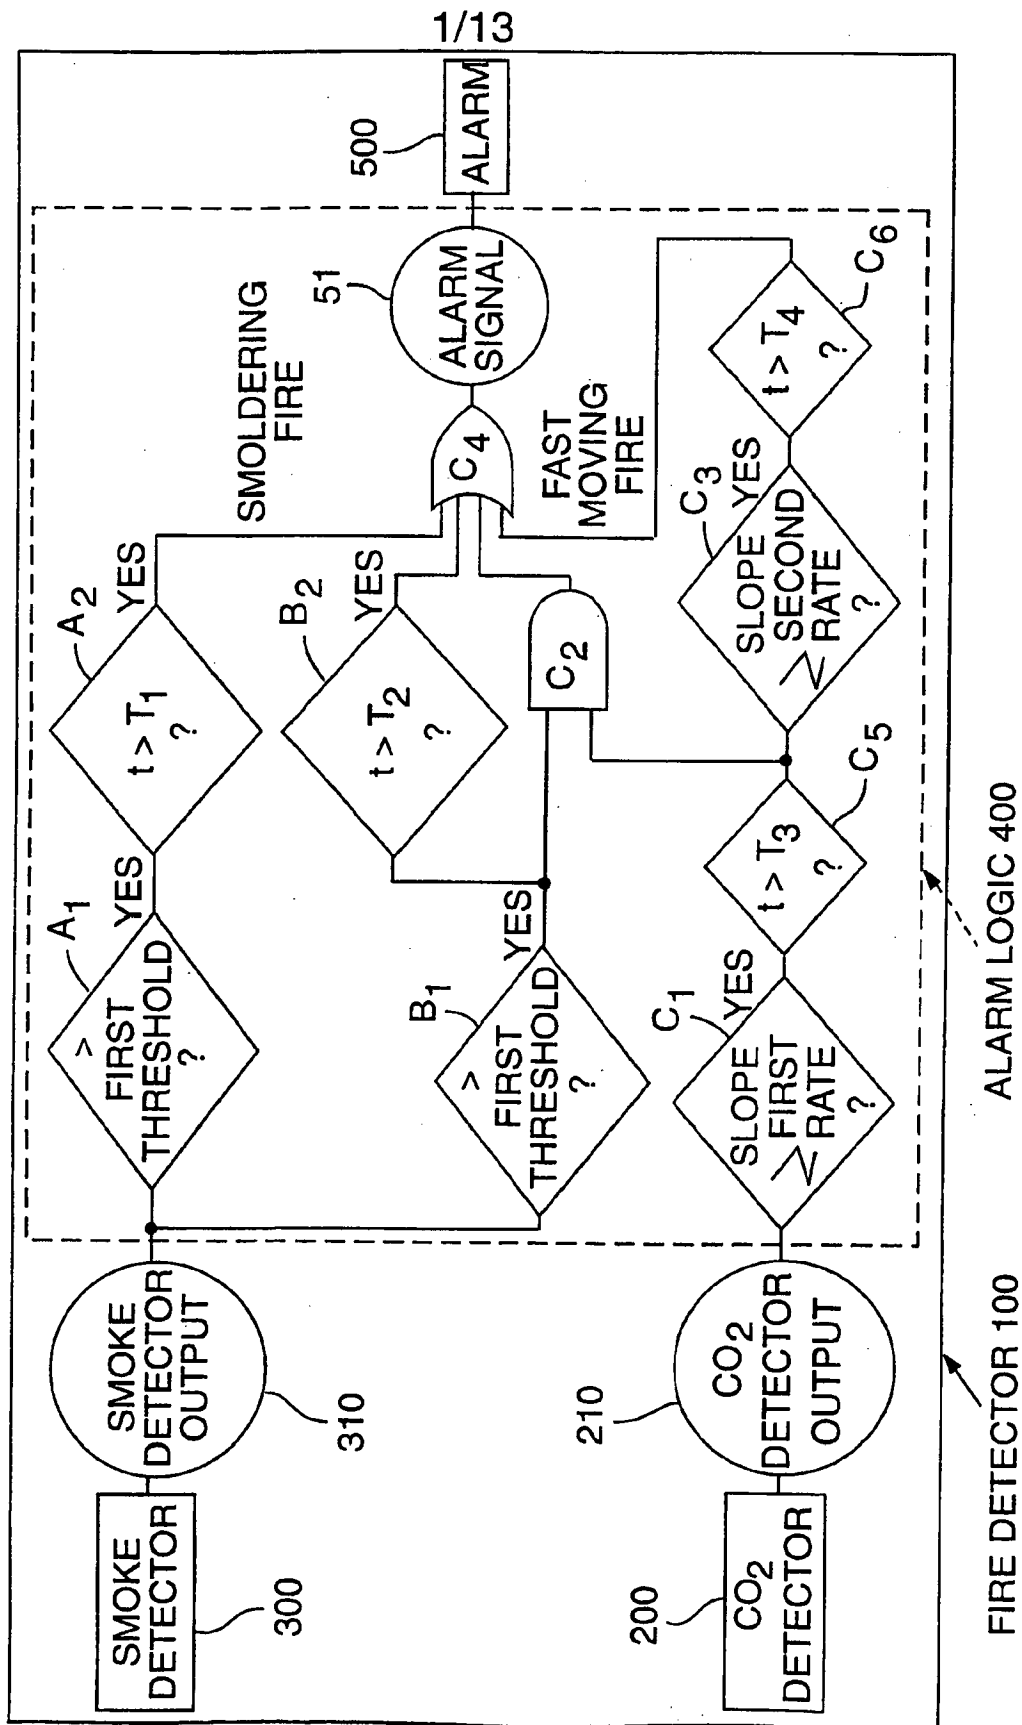 1/13
SMOKE
DETECTOR
300
SMOKE
DETECTOR
OUTPUT
310
A1
>
FIRST
THRESHOLD
?
YES
A2
t > T1
?
YES
SMOLDERING
FIRE
B1
>
FIRST
THRESHOLD
?
YES
B2
t > T2
?
YES
C2
C4
51
ALARM
SIGNAL
500
ALARM
FAST
MOVING
FIRE
CO2
DETECTOR
200
CO2
DETECTOR
OUTPUT
210
C1
SLOPE
FIRST
≥ RATE
?
YES
t > T3
?
C5
C3
SLOPE
SECOND
≥ RATE
?
YES
t > T4
?
C6
ALARM LOGIC 400
FIRE DETECTOR 100